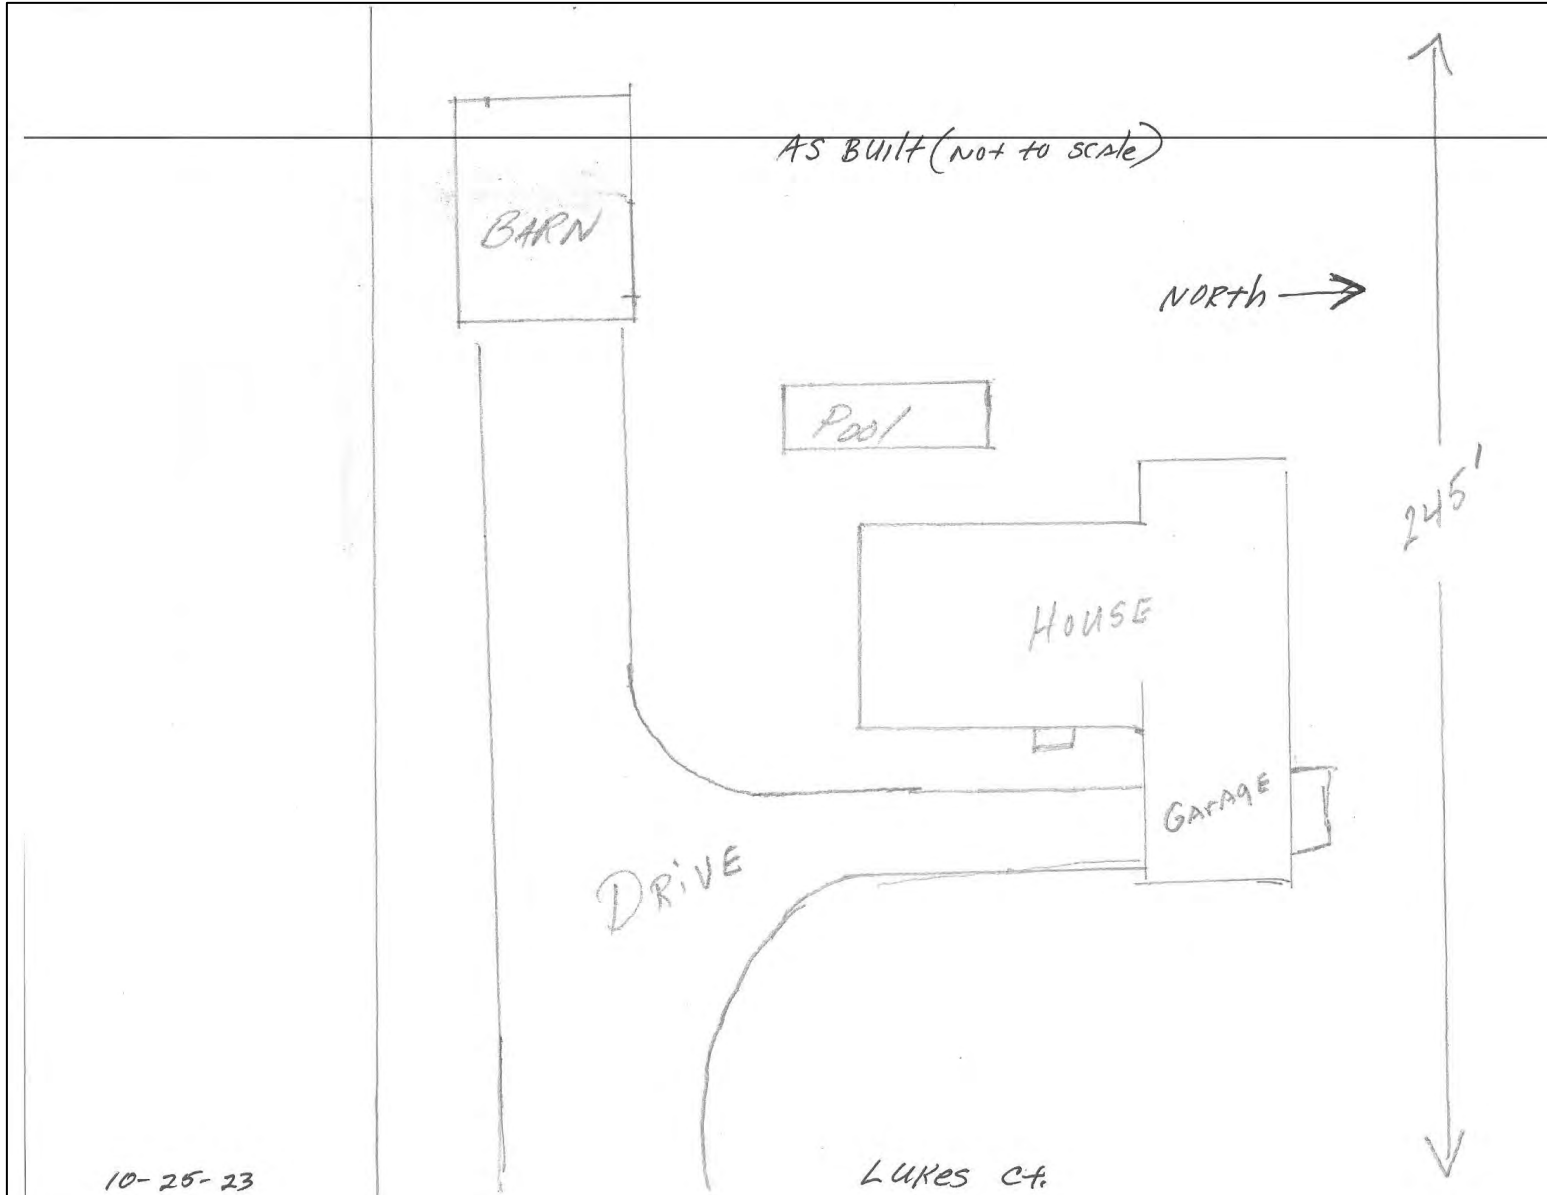 AS BUilt (Not to scale)
BARN
NORth
Pool
245'
HOUSE
GArAgE
DRiVE
10-25-23
LUKes Ct.